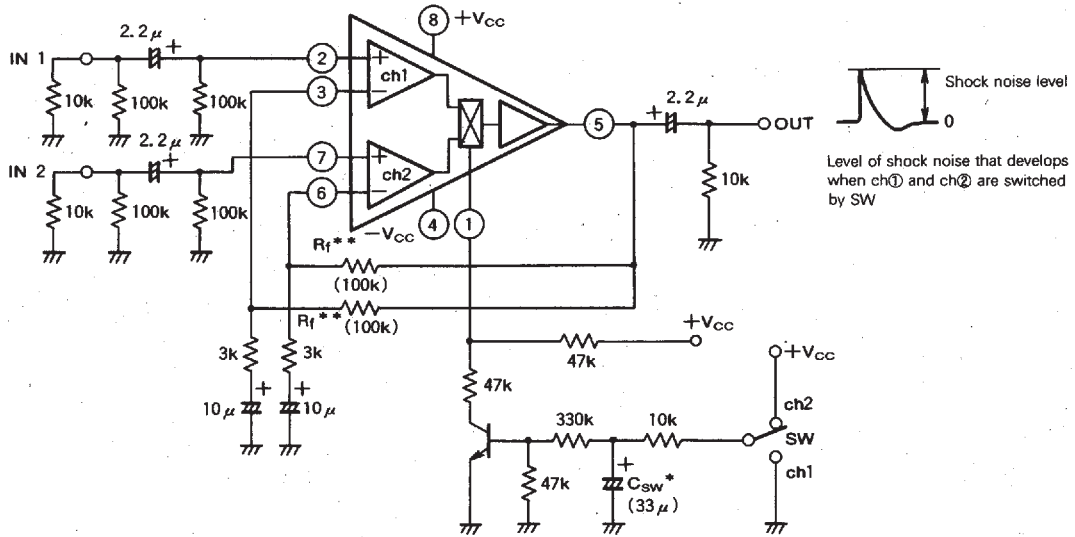 IN 1
2.2μ
+
10k
100k
100k
IN 2
2.2μ
+
10k
100k
100k
2
3
7
6
+
−
ch1
+
−
ch2
8
+VCC
4
−VCC
1
5
+
2.2μ
OUT
10k
Shock noise level
0
Level of shock noise that develops
when ch① and ch② are switched
by SW
Rf**
(100k)
Rf**
(100k)
3k
3k
+
10μ
+
10μ
47k
+VCC
47k
330k
10k
47k
+
CSW*
(33μ)
+VCC
ch2
SW
ch1